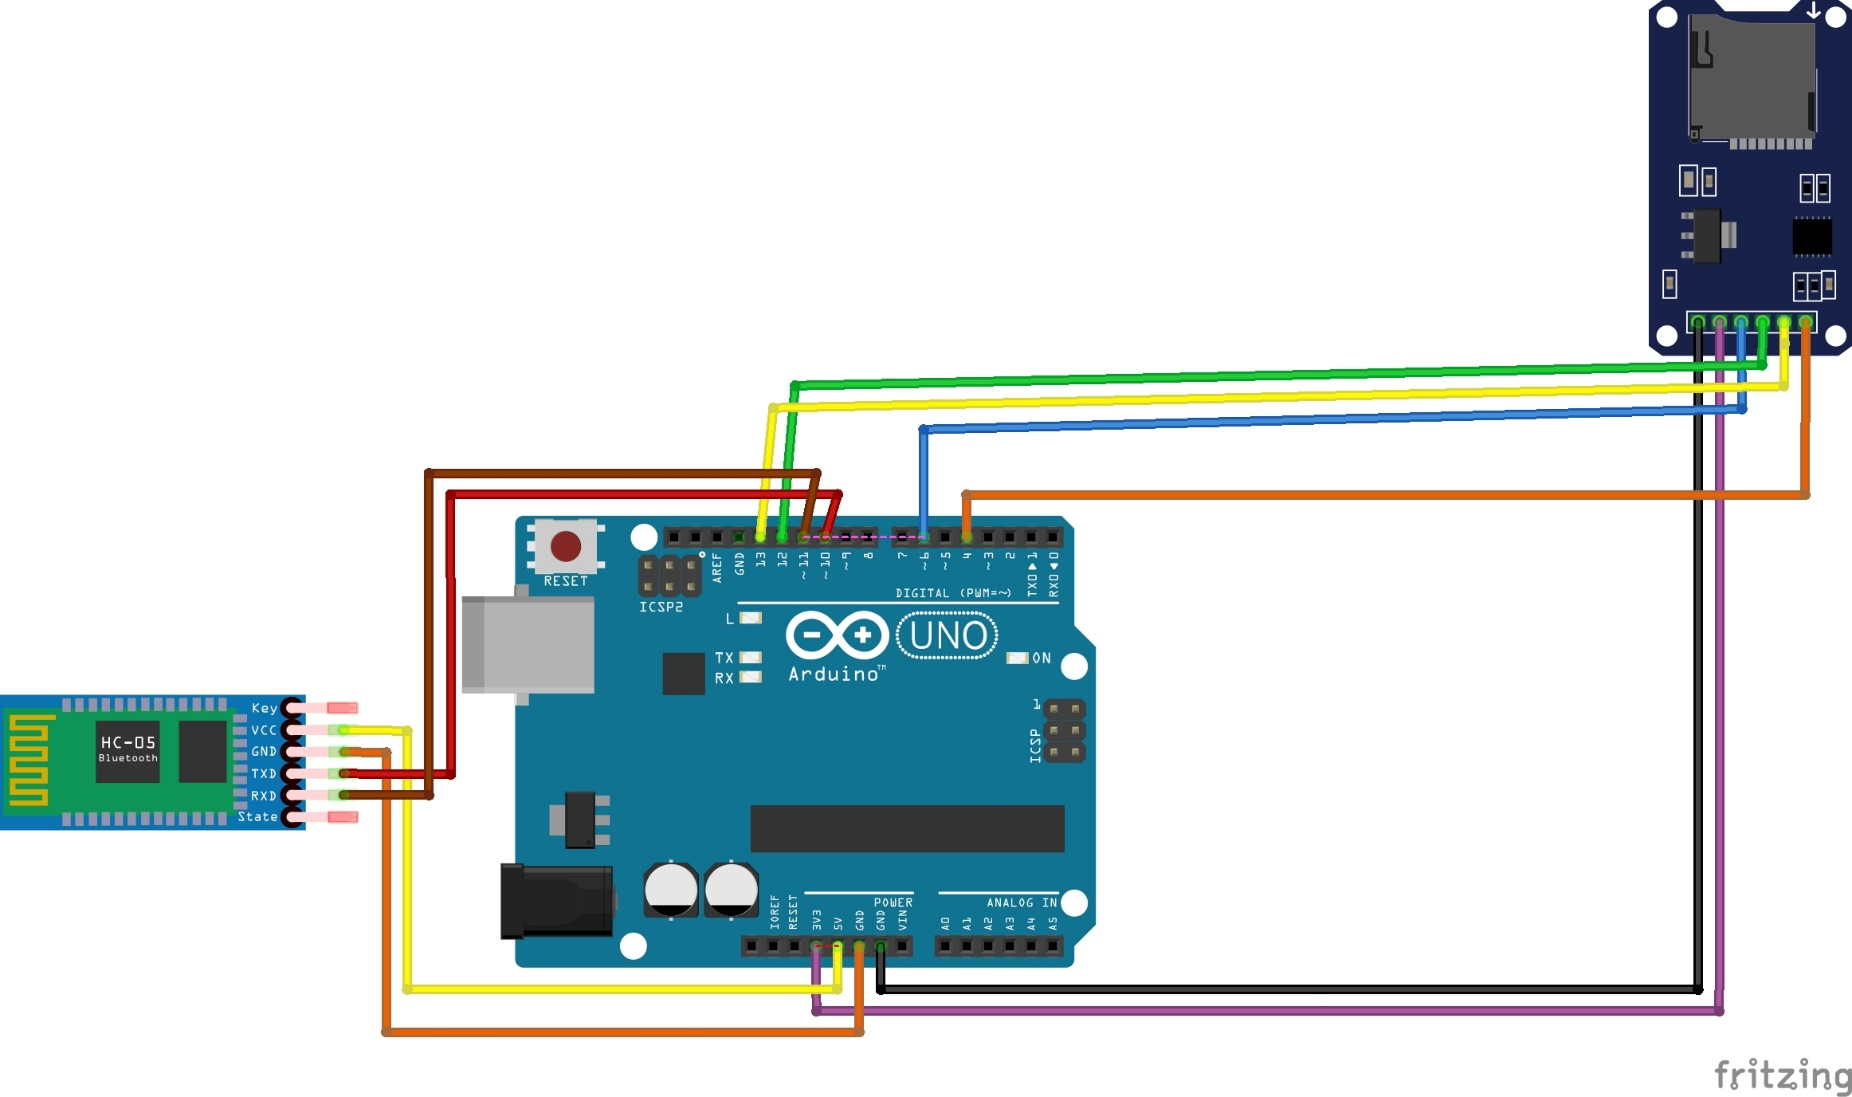 RESET
ICSP2
AREF
GND
13
12
~11
~10
~9
8
7
~6
~5
4
~3
2
TX0▶1
RX0◀0
DIGITAL (PWM=~)
L
TX
RX
Arduino™
UNO
ON
1
ICSP
HC-05
Bluetooth
Key
VCC
GND
TXD
RXD
State
IOREF
RESET
3V3
5V
GND
GND
VIN
POWER
A0
A1
A2
A3
A4
A5
ANALOG IN
fritzing